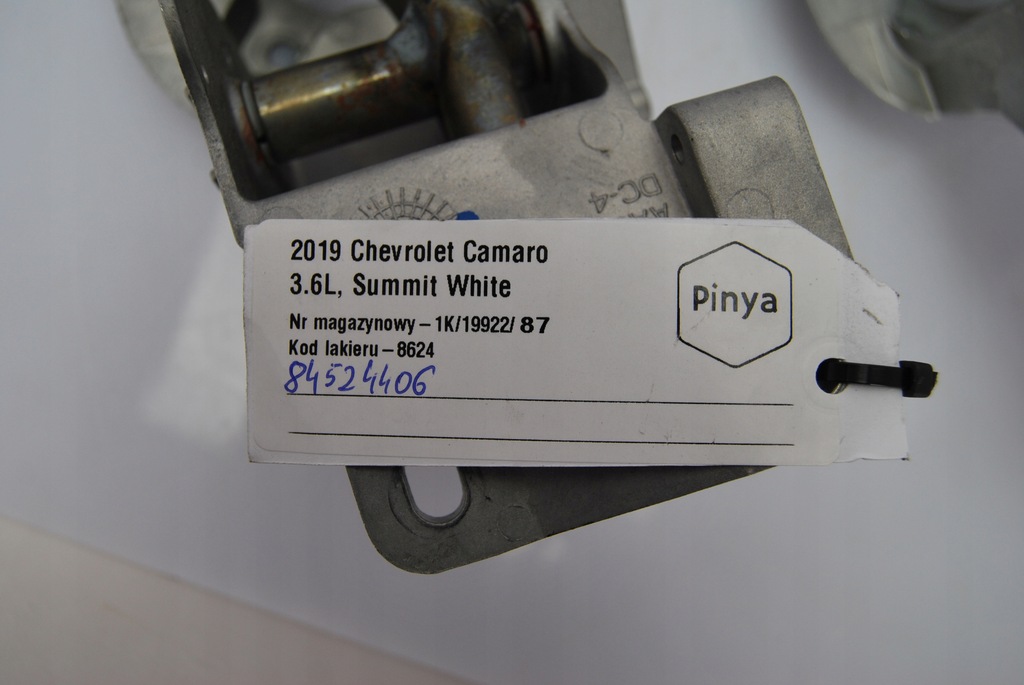 DC-4
2019 Chevrolet Camaro
3.6L, Summit White
Nr magazynowy – 1K/19922/ 87
Kod lakieru – 8624
84524406
Pinya